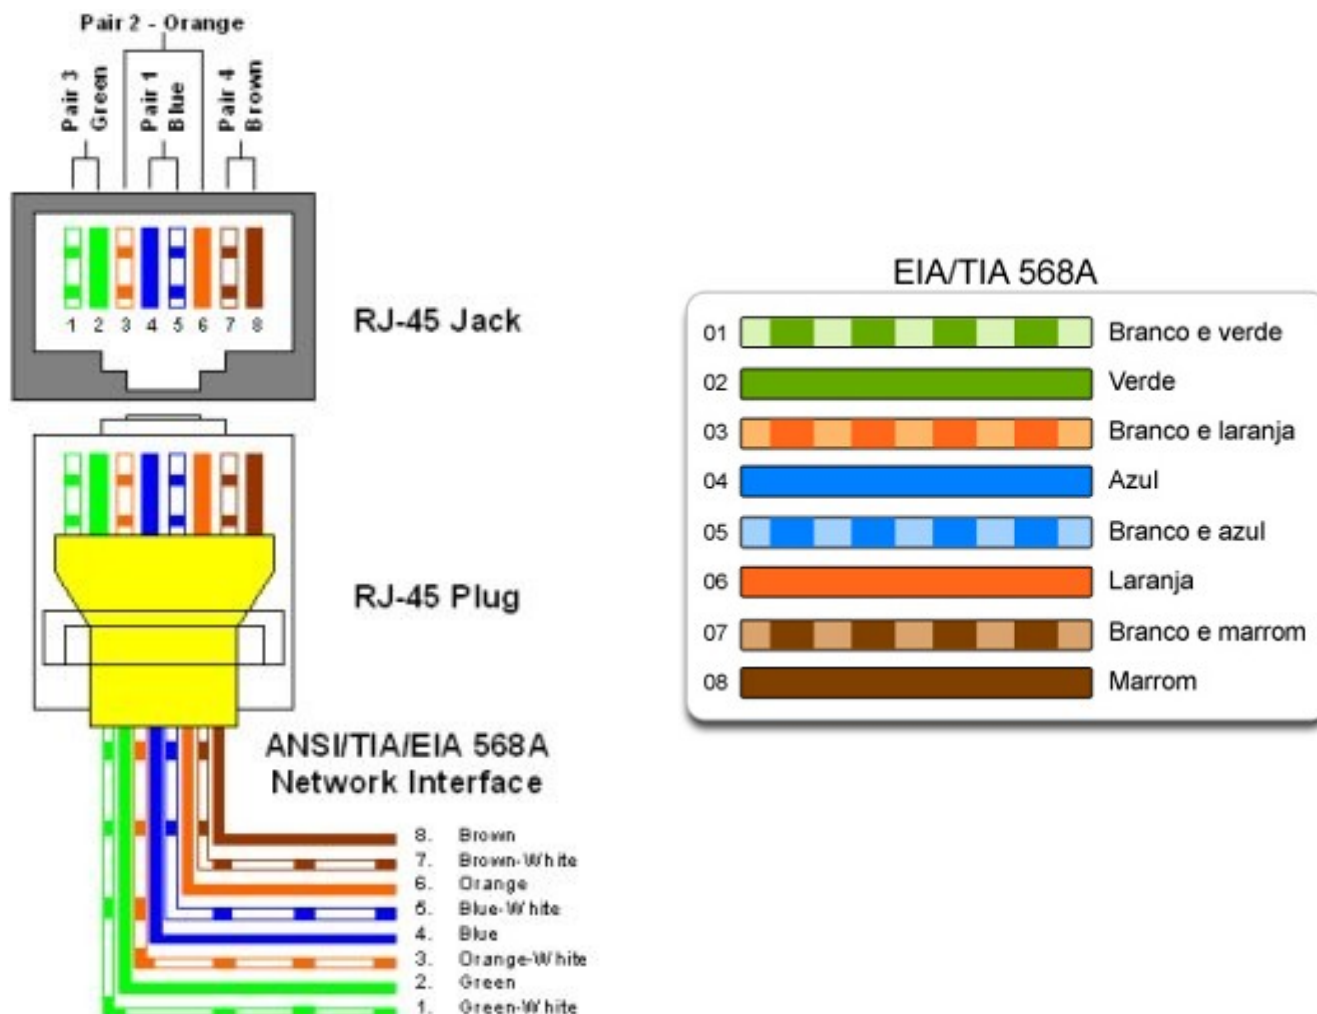 Pair 2 - Orange
Pair 3
Green
Pair 1
Blue
Pair 4
Brown
1 2 3 4 5 6 7 8
RJ-45 Jack
RJ-45 Plug
ANSI/TIA/EIA 568A
Network Interface
8. Brown
7. Brown-White
6. Orange
5. Blue-White
4. Blue
3. Orange-White
2. Green
1. Green-White
EIA/TIA 568A
01 Branco e verde
02 Verde
03 Branco e laranja
04 Azul
05 Branco e azul
06 Laranja
07 Branco e marrom
08 Marrom